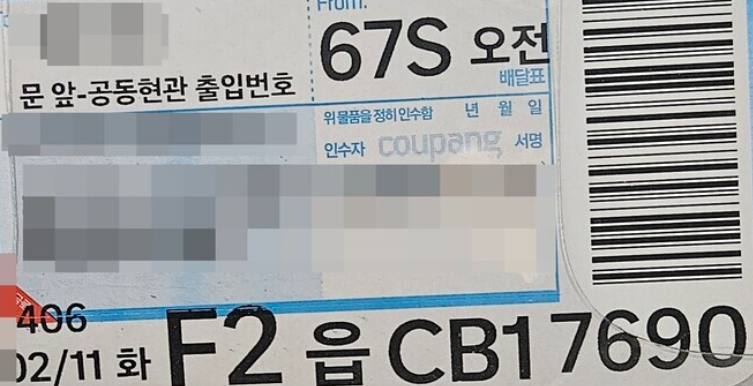 From:
67S 오전
배달표
문 앞-공동현관 출입번호
위 물품을 정히 인수함 년 월 일
인수자 coupang 서명
406
02/11 화 F2 읍 CB17690